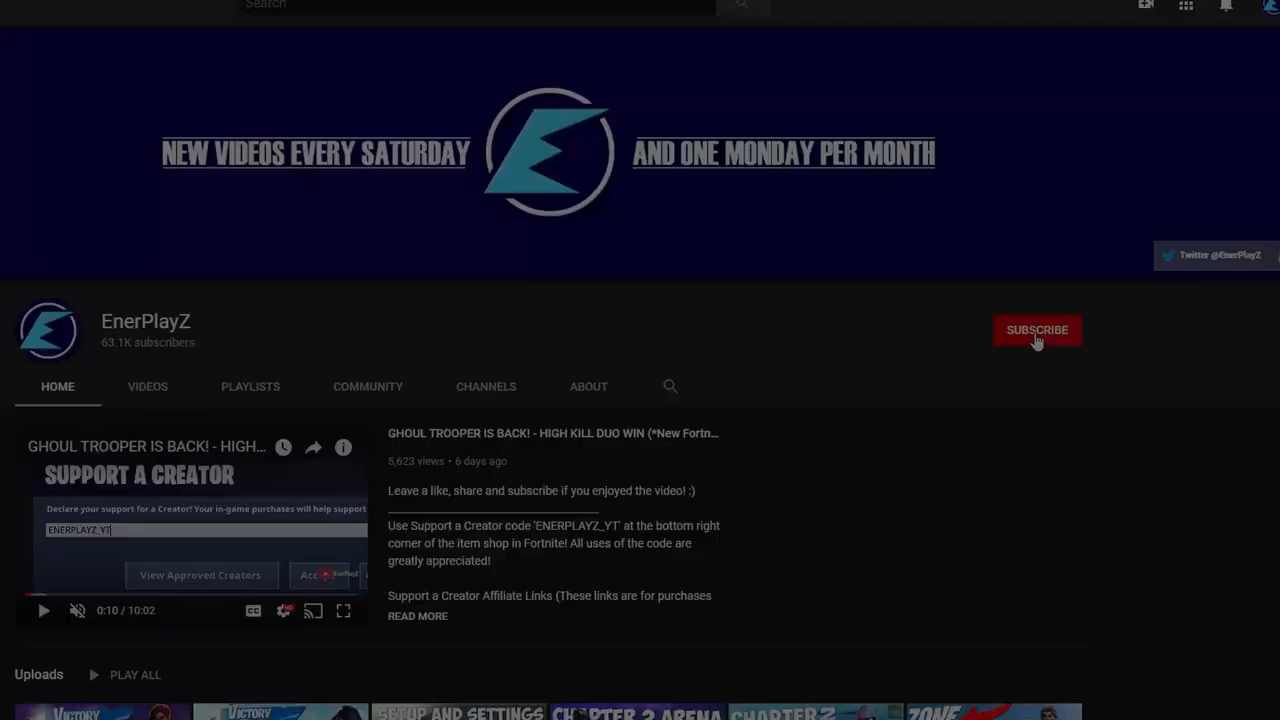 Search
NEW VIDEOS EVERY SATURDAY
AND ONE MONDAY PER MONTH
Twitter @EnerPlayZ
EnerPlayZ
63.1K subscribers
SUBSCRIBE
HOME
VIDEOS
PLAYLISTS
COMMUNITY
CHANNELS
ABOUT
GHOUL TROOPER IS BACK! - HIGH...
SUPPORT A CREATOR
Declare your support for a Creator! Your in-game purchases will help support
ENERPLAYZ_YT
View Approved Creators
EnerPlayZ
0:10 / 10:02
GHOUL TROOPER IS BACK! - HIGH KILL DUO WIN (*New Fortn...
5,623 views • 6 days ago
Leave a like, share and subscribe if you enjoyed the video! :)
Use Support a Creator code 'ENERPLAYZ_YT' at the bottom right
corner of the item shop in Fortnite! All uses of the code are
greatly appreciated!
Support a Creator Affiliate Links (These links are for purchases
READ MORE
Uploads
PLAY ALL
VICTORY
VICTORY
SETUP AND SETTINGS
CHAPTER 2 ARENA
CHAPTER 2
ZONE